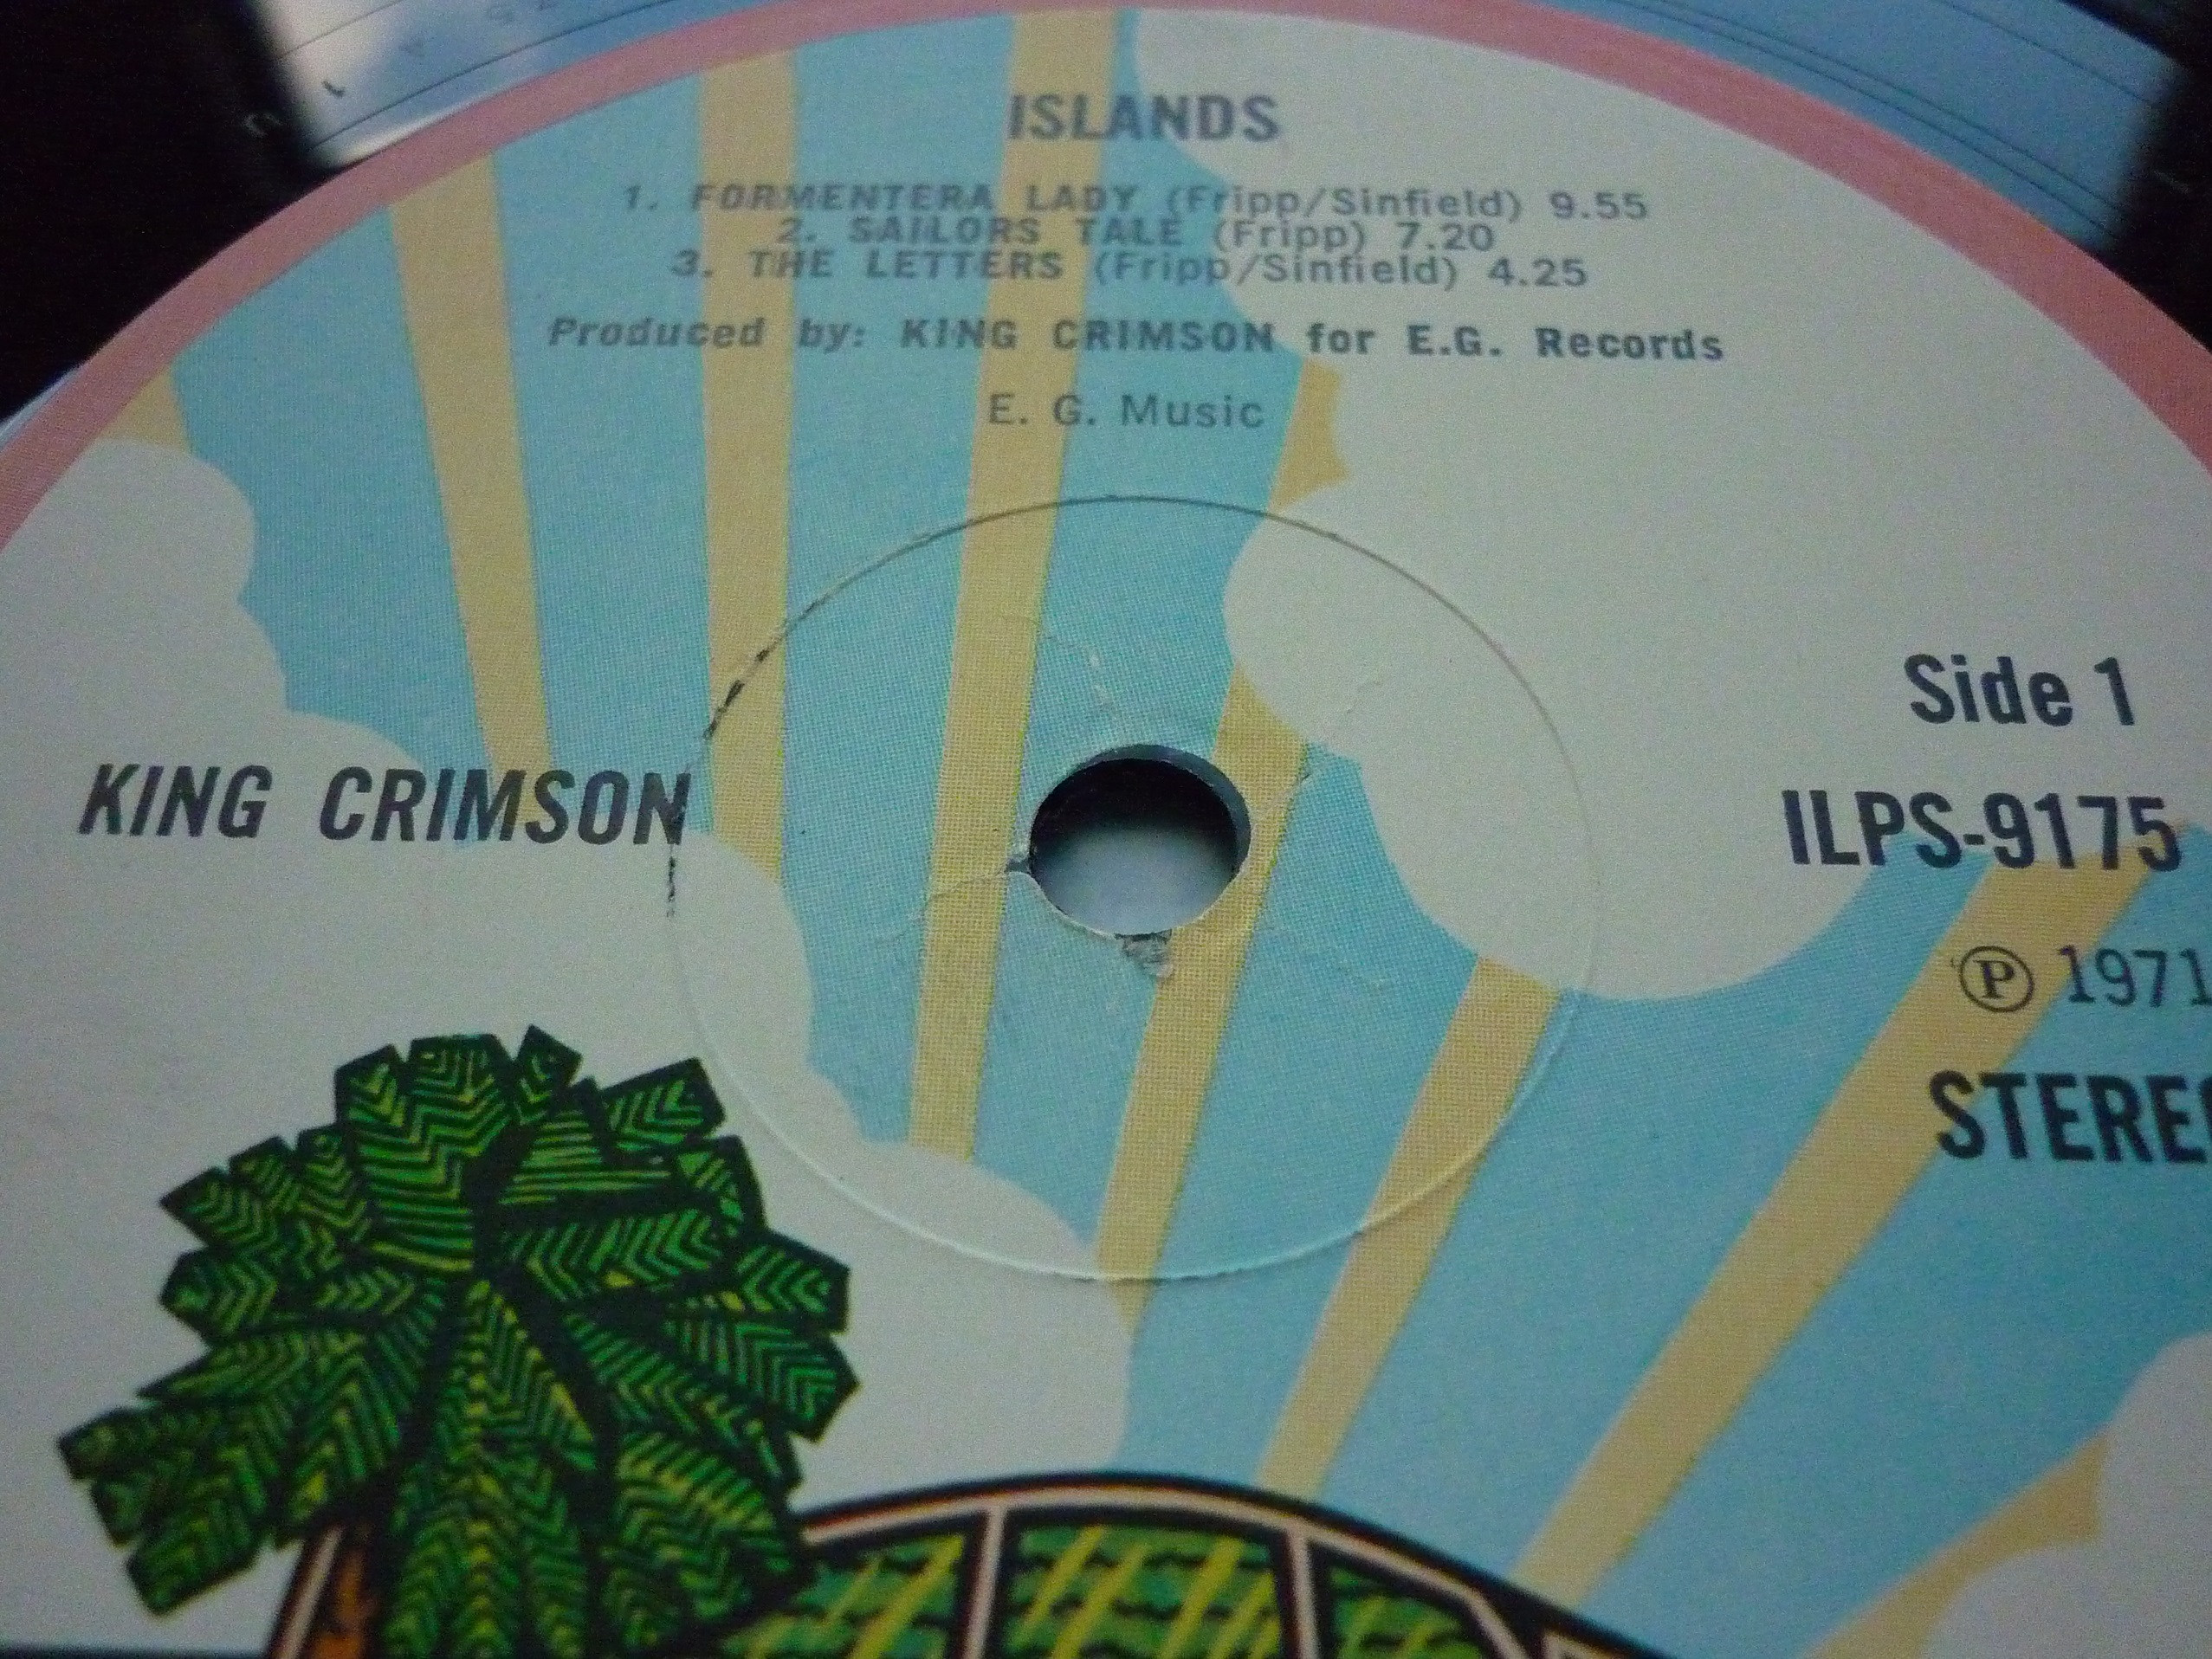 ISLANDS
1. FORMENTERA LADY (Fripp/Sinfield) 9.55
2. SAILORS TALE (Fripp) 7.20
3. THE LETTERS (Fripp/Sinfield) 4.25
Produced by: KING CRIMSON for E.G. Records
E. G. Music
KING CRIMSON
Side 1
ILPS-9175
Ⓟ 1971
STERE